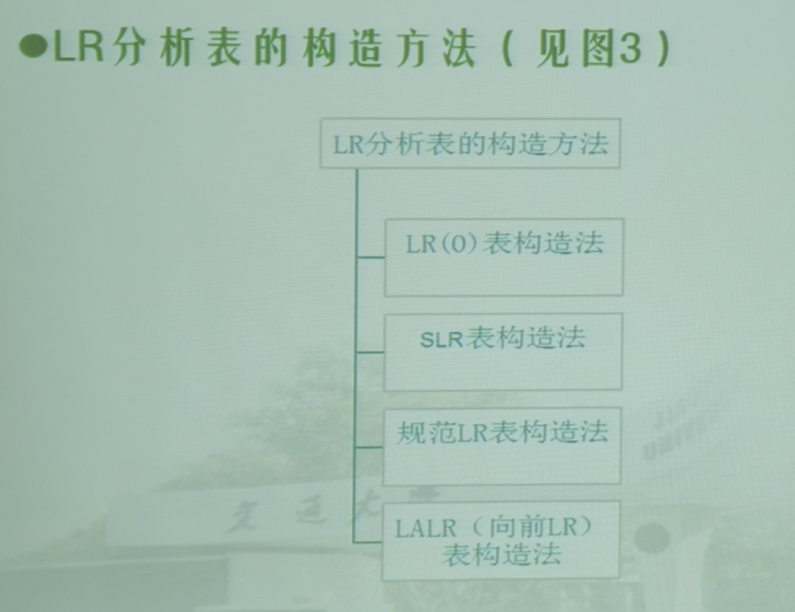 ●LR分析表的构造方法（见图3）
LR分析表的构造方法
LR(0)表构造法
SLR表构造法
规范LR表构造法
LALR（向前LR）
表构造法
交通大学